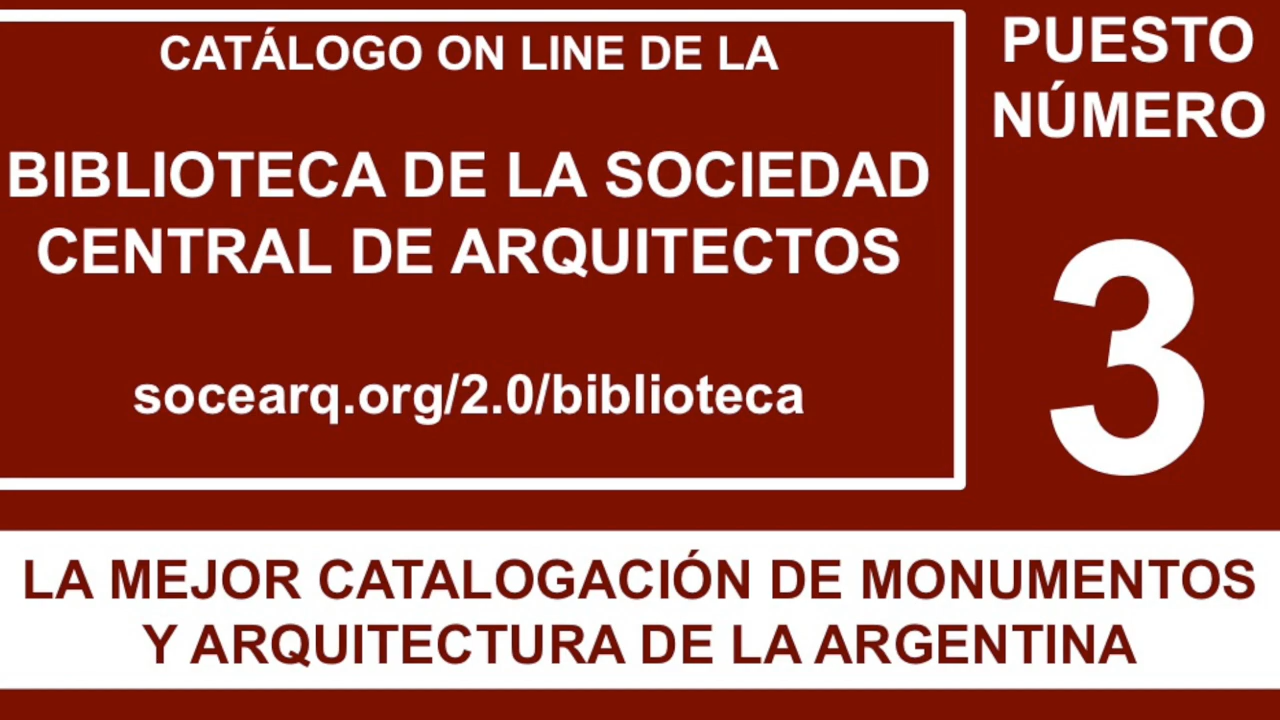 CATÁLOGO ON LINE DE LA
BIBLIOTECA DE LA SOCIEDAD
CENTRAL DE ARQUITECTOS
socearq.org/2.0/biblioteca
PUESTO
NÚMERO
3
LA MEJOR CATALOGACIÓN DE MONUMENTOS
Y ARQUITECTURA DE LA ARGENTINA